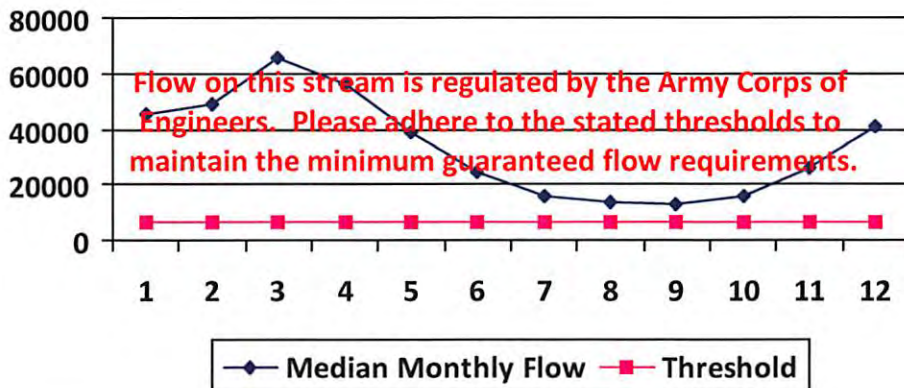 80000
60000
40000
20000
0
Flow on this stream is regulated by the Army Corps of
Engineers. Please adhere to the stated thresholds to
maintain the minimum guaranteed flow requirements.
1 2 3 4 5 6 7 8 9 10 11 12
Median Monthly Flow Threshold